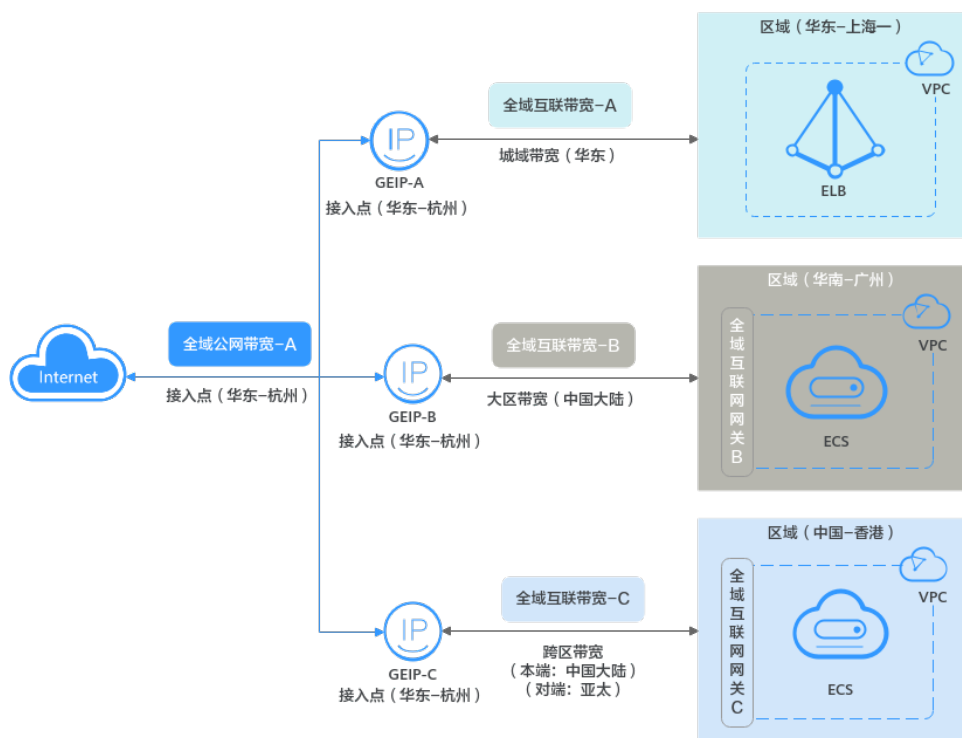 区域（华东-上海一）
VPC
全域互联带宽-A
城域带宽（华东）
ELB
GEIP-A
接入点（华东-杭州）
区域（华南-广州）
VPC
全域互联网网关B
ECS
Internet
全域公网带宽-A
接入点（华东-杭州）
全域互联带宽-B
大区带宽（中国大陆）
GEIP-B
接入点（华东-杭州）
区域（中国-香港）
VPC
全域互联网网关C
ECS
全域互联带宽-C
跨区带宽
（本端：中国大陆）
（对端：亚太）
GEIP-C
接入点（华东-杭州）
IP
IP
IP